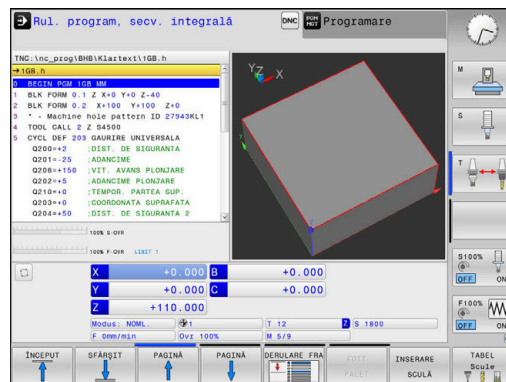 Rul. program, secv. integrală
DNC
PGM MGT
Programare
TNC:\nc_prog\BHB\Klartext\1GB.h
→1GB.h
0 BEGIN PGM 1GB MM
1 BLK FORM 0.1 Z X+0 Y+0 Z-40
2 BLK FORM 0.2 X+100 Y+100 Z+0
3 * - Machine hole pattern ID 27943KL1
4 TOOL CALL 2 Z S4500
5 CYCL DEF 203 GAURIRE UNIVERSALA
Q200=+2 ;DIST. DE SIGURANTA
Q201=-25 ;ADANCIME
Q206=+150 ;VIT. AVANS PLONJARE
Q202=+5 ;ADANCIME PLONJARE
Q210=+0 ;TEMPOR. PARTEA SUP.
Q203=+0 ;COORDONATA SUPRAFATA
Q204=+50 ;DIST. DE SIGURANTA 2
Y Z X
100% S-OVR
100% F-OVR LIMIT 1
X +0.000 B +0.000
Y +0.000 C +0.000
Z +110.000
Modus: NOML. 1 T 12 Z S 1800
F 0mm/min Ovr 100% M 5/9
M
S
T
S100%
OFF ON
F100%
OFF ON
ÎNCEPUT
SFÂRŞIT
PAGINĂ
PAGINĂ
DERULARE FRA
EDIT PALET
INSERARE SCULĂ
TABEL Scule